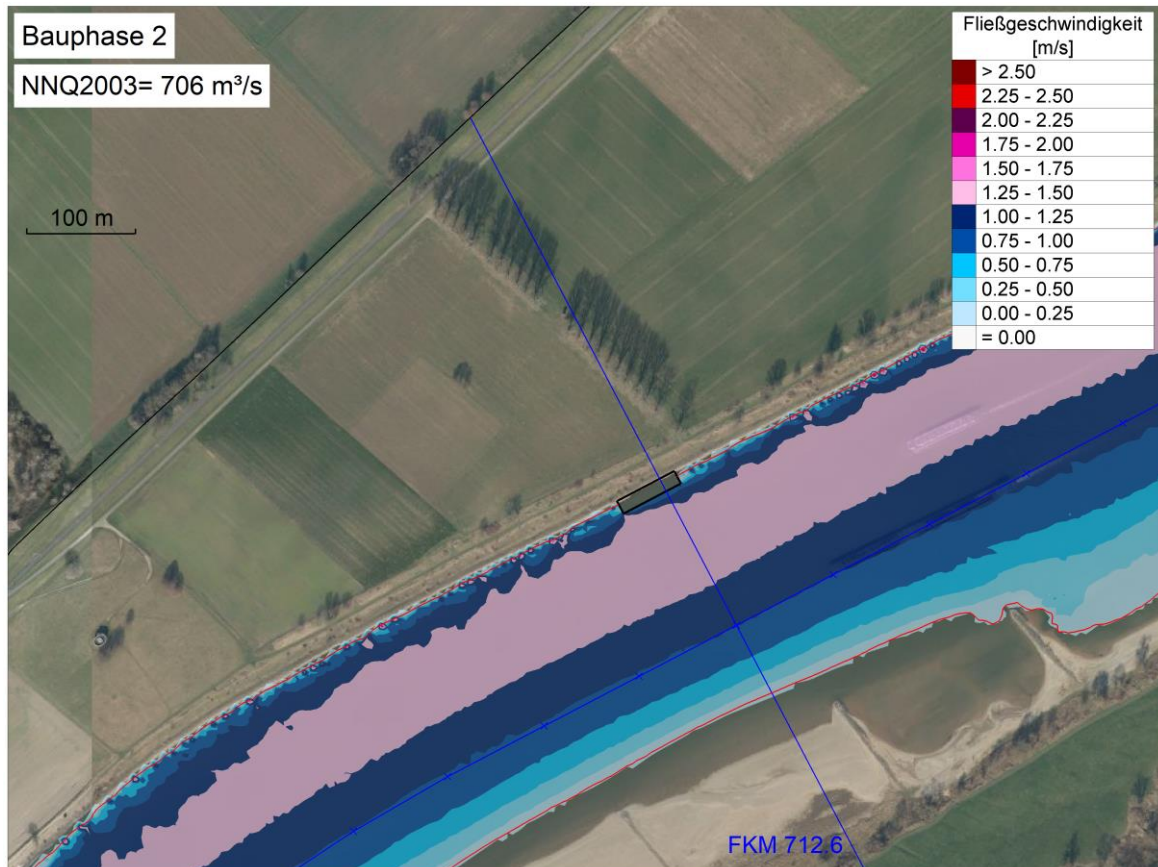 Bauphase 2
NNQ2003= 706 m³/s
100 m
Fließgeschwindigkeit
[m/s]
> 2.50
2.25 - 2.50
2.00 - 2.25
1.75 - 2.00
1.50 - 1.75
1.25 - 1.50
1.00 - 1.25
0.75 - 1.00
0.50 - 0.75
0.25 - 0.50
0.00 - 0.25
= 0.00
FKM 712.6